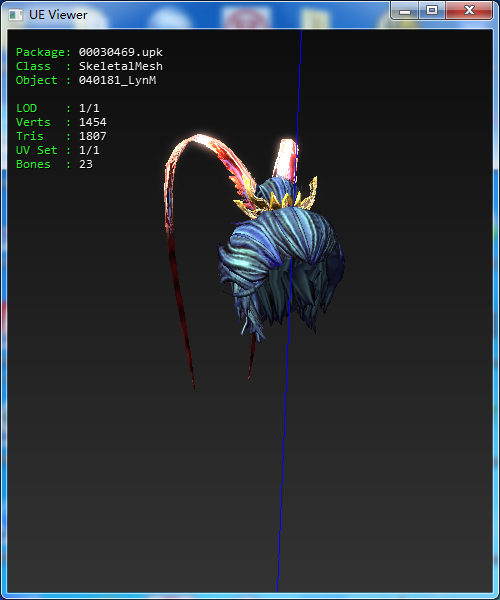 UE Viewer
Package: 00030469.upk
Class : SkeletalMesh
Object : 040181_LynM
LOD : 1/1
Verts : 1454
Tris : 1807
UV Set : 1/1
Bones : 23